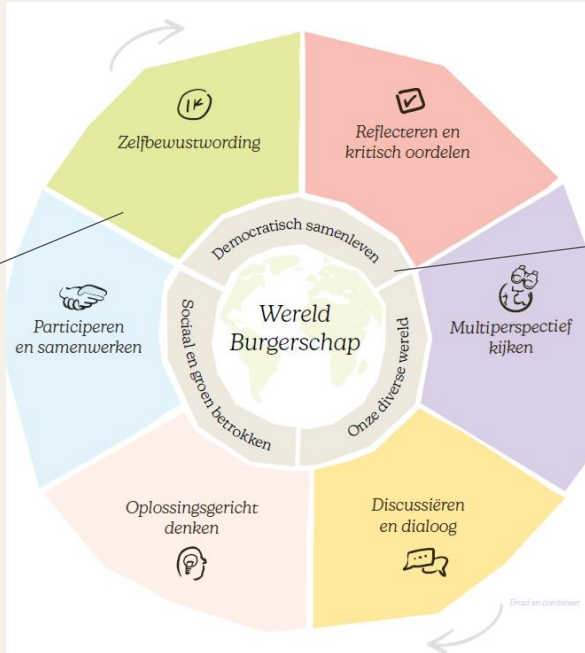 IK
Zelfbewustwording
Reflecteren en
kritisch oordelen
Democratisch samenleven
Wereld
Burgerschap
Sociaal en groen betrokken
Onze diverse wereld
Participeren
en samenwerken
Multiperspectief
kijken
Oplossingsgericht
denken
Discussiëren
en dialoog
Draai en combineer